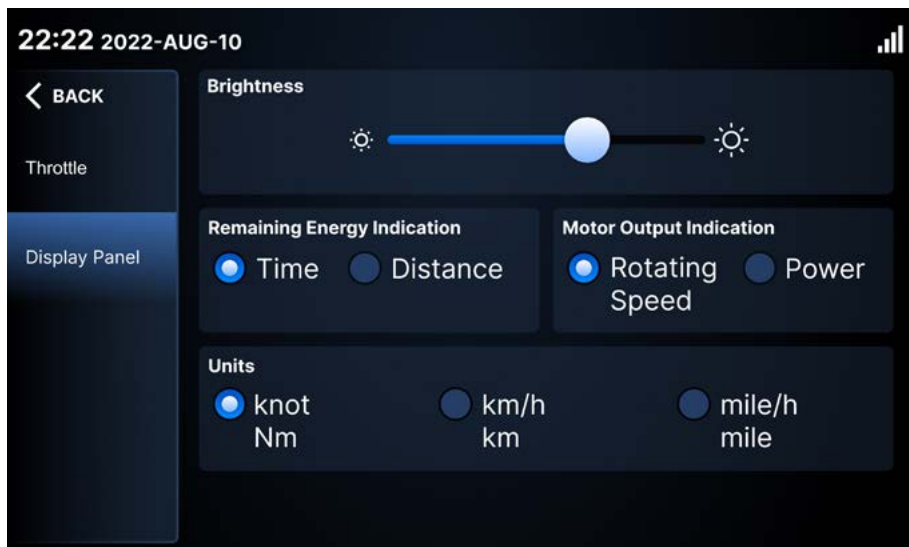 22:22 2022-AUG-10
BACK
Throttle
Display Panel
Brightness
Remaining Energy Indication
Time Distance
Motor Output Indication
Rotating Speed Power
Units
knot Nm
km/h km
mile/h mile